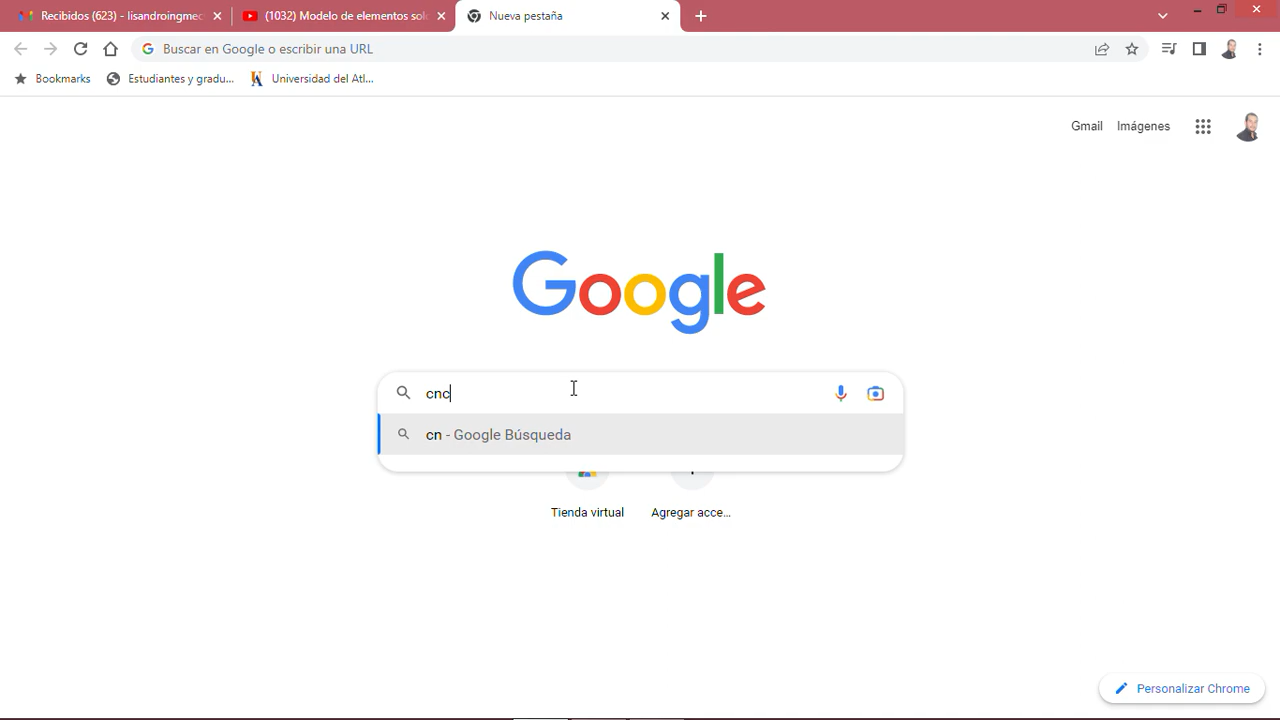 Recibidos (623) - lisandroingmec
(1032) Modelo de elementos solo
Nueva pestaña
Buscar en Google o escribir una URL
Bookmarks
Estudiantes y gradu...
Universidad del Atl...
Gmail
Imágenes
Google
cnc
cn - Google Búsqueda
Tienda virtual
Agregar acce...
Personalizar Chrome